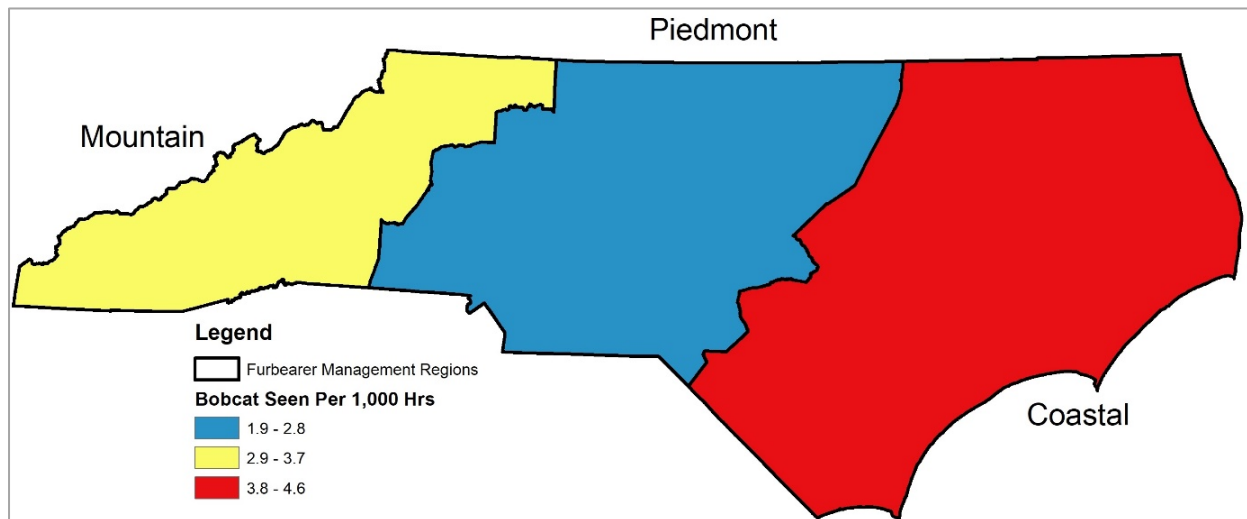 Piedmont
Mountain
Coastal
Legend
Furbearer Management Regions
Bobcat Seen Per 1,000 Hrs
1.9 - 2.8
2.9 - 3.7
3.8 - 4.6